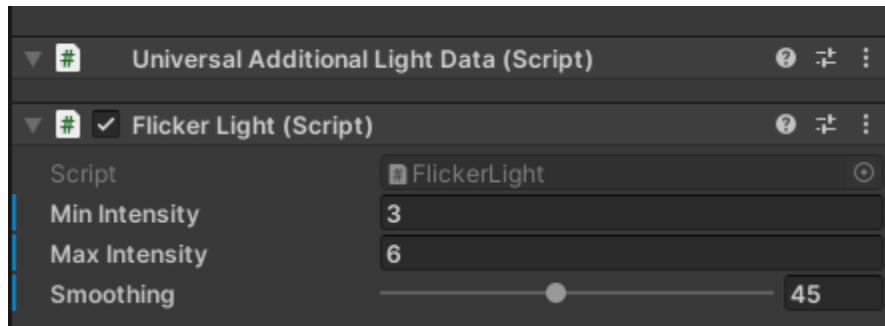 Universal Additional Light Data (Script)
Flicker Light (Script)
Script FlickerLight
Min Intensity 3
Max Intensity 6
Smoothing 45